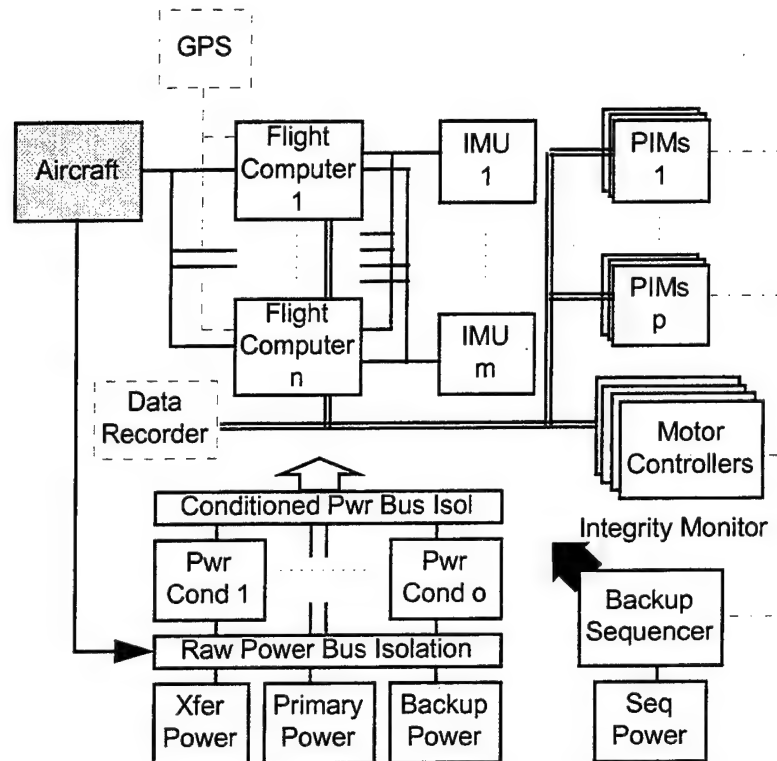 GPS
Aircraft
Flight
Computer
1
IMU
1
PIMs
1
Flight
Computer
n
IMU
m
PIMs
p
Data
Recorder
Motor
Controllers
Conditioned Pwr Bus Isol
Integrity Monitor
Pwr
Cond 1
Pwr
Cond o
Backup
Sequencer
Raw Power Bus Isolation
Xfer
Power
Primary
Power
Backup
Power
Seq
Power